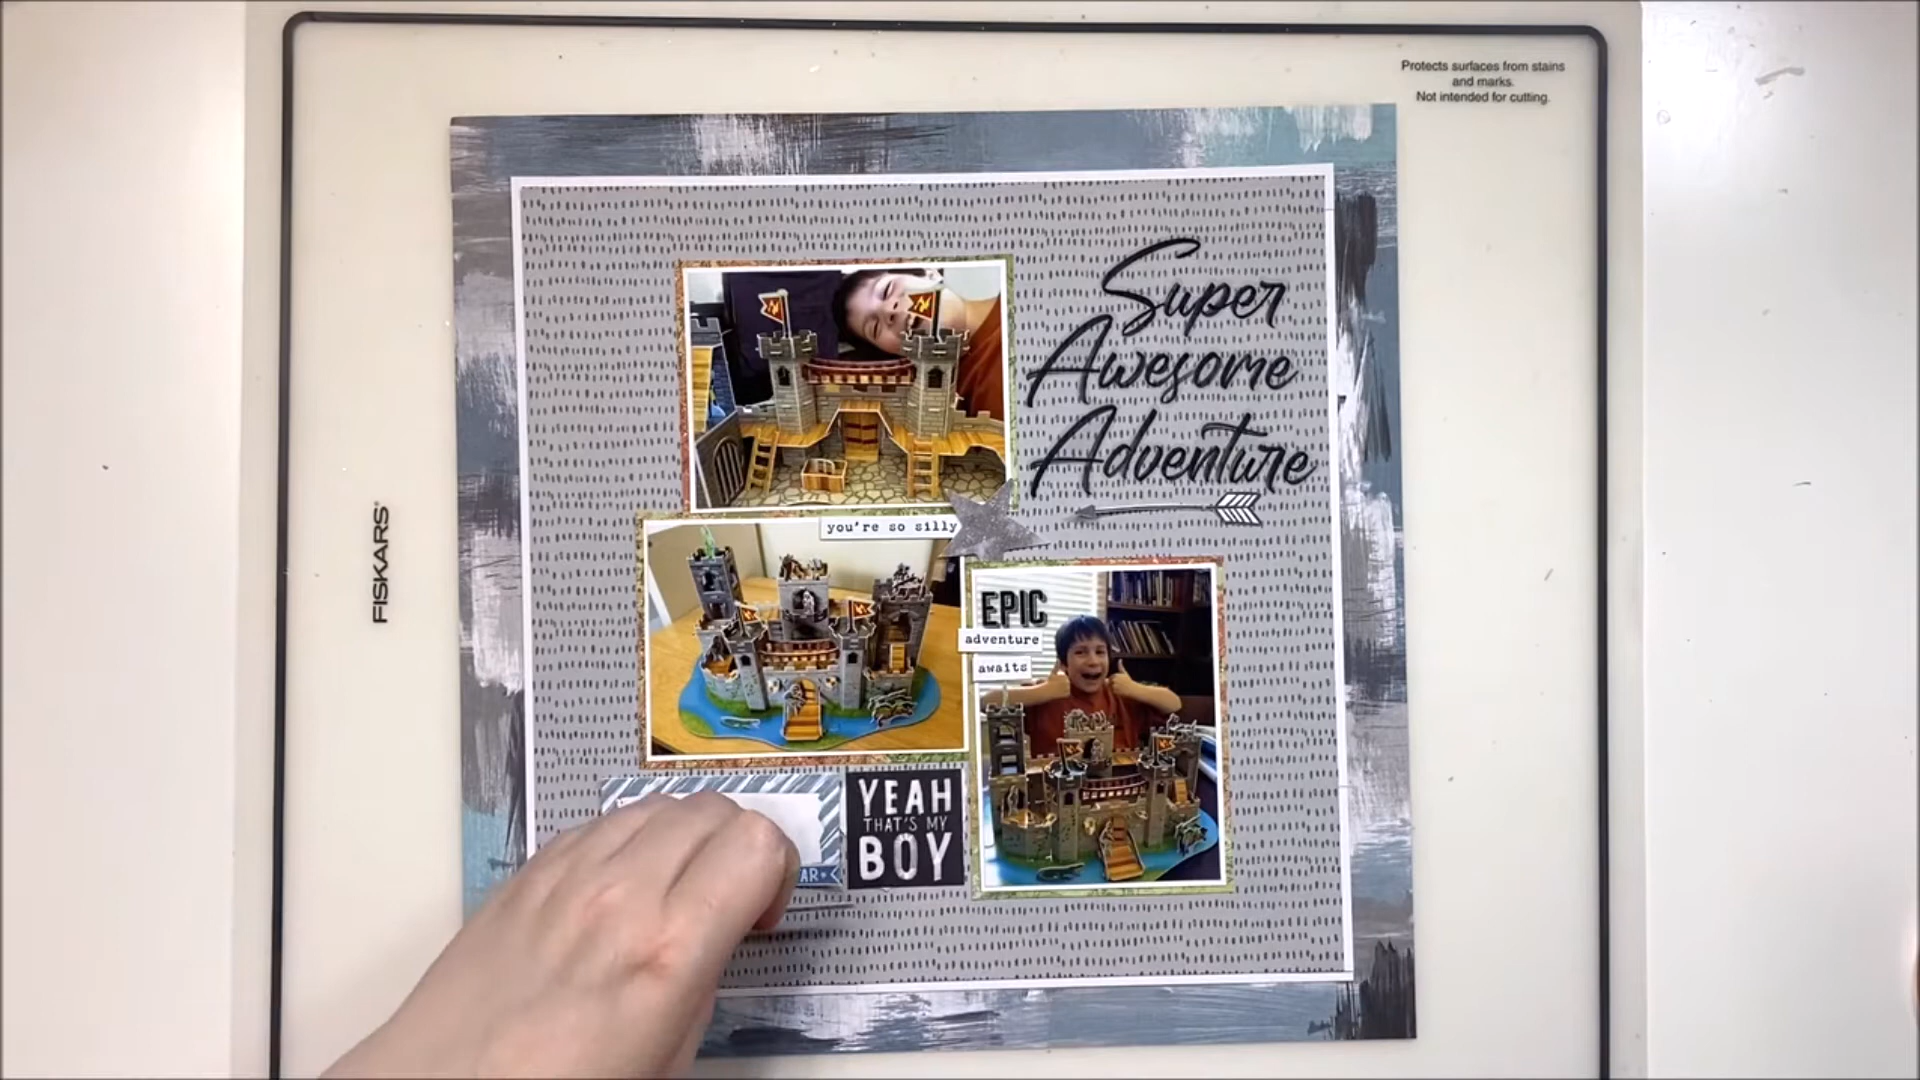 Protects surfaces from stains
and marks.
Not intended for cutting.
FISKARS®
Super
Awesome
Adventure
you're so silly
EPIC
adventure
awaits
YEAH
THAT'S MY
BOY